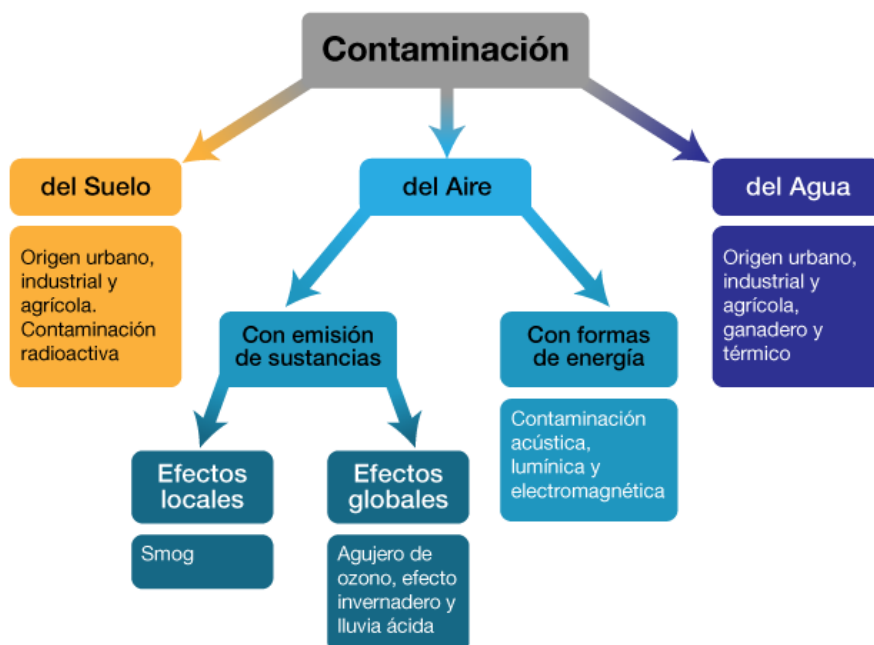 Contaminación
del Suelo
Origen urbano,
industrial y
agrícola.
Contaminación
radioactiva
del Aire
Con emisión
de sustancias
Efectos
locales
Smog
Efectos
globales
Agujero de
ozono, efecto
invernadero y
lluvia ácida
Con formas
de energía
Contaminación
acústica,
lumínica y
electromagnética
del Agua
Origen urbano,
industrial y
agrícola,
ganadero y
térmico